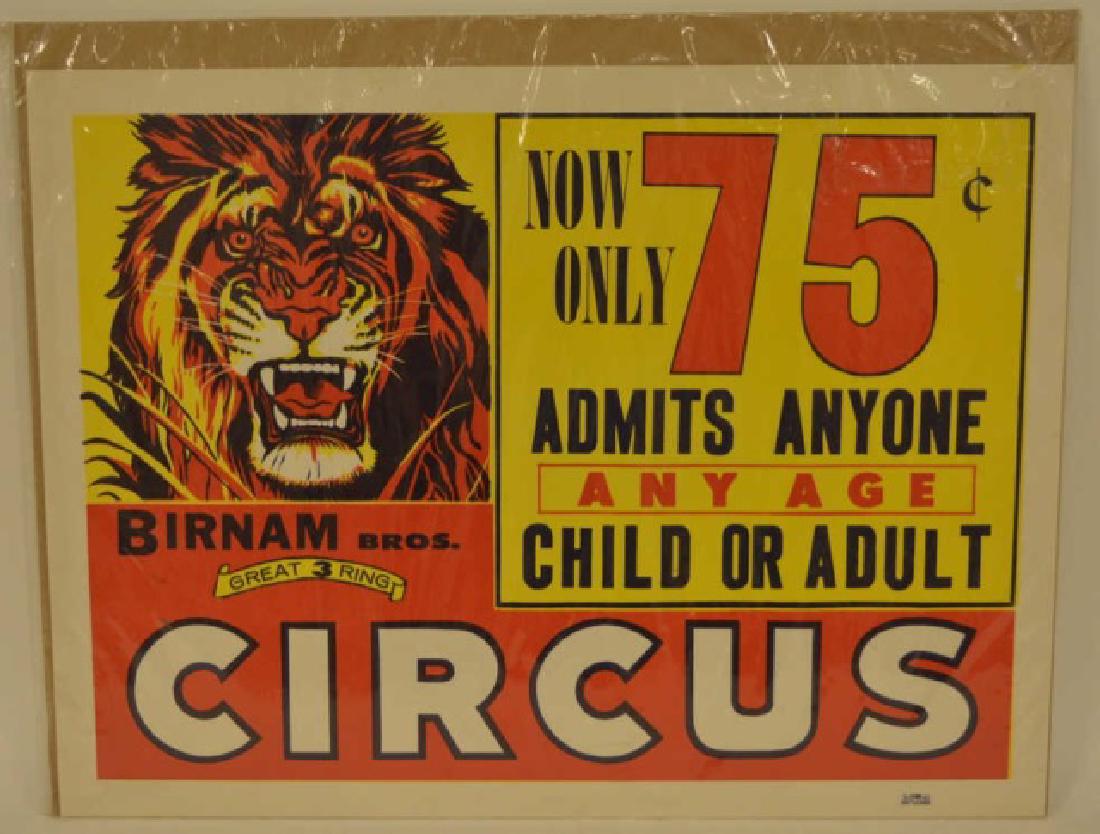 NOW
ONLY
75¢
ADMITS ANYONE
ANY AGE
CHILD OR ADULT
BIRNAM BROS.
GREAT 3 RING
CIRCUS